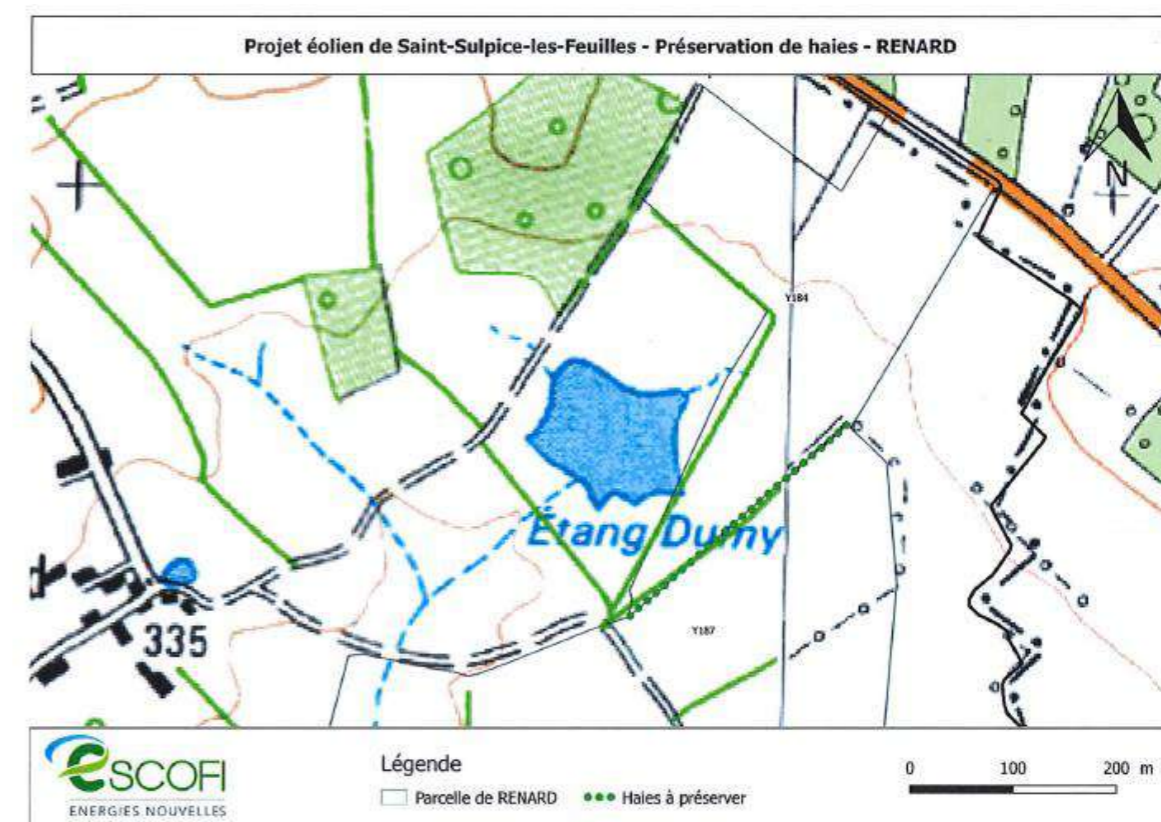 Projet éolien de Saint-Sulpice-les-Feuilles - Préservation de haies - RENARD
N
Y184
Étang Dumy
335
Y187
ESCOFI
ENERGIES NOUVELLES
Légende
Parcelle de RENARD
Haies à préserver
0 100 200 m